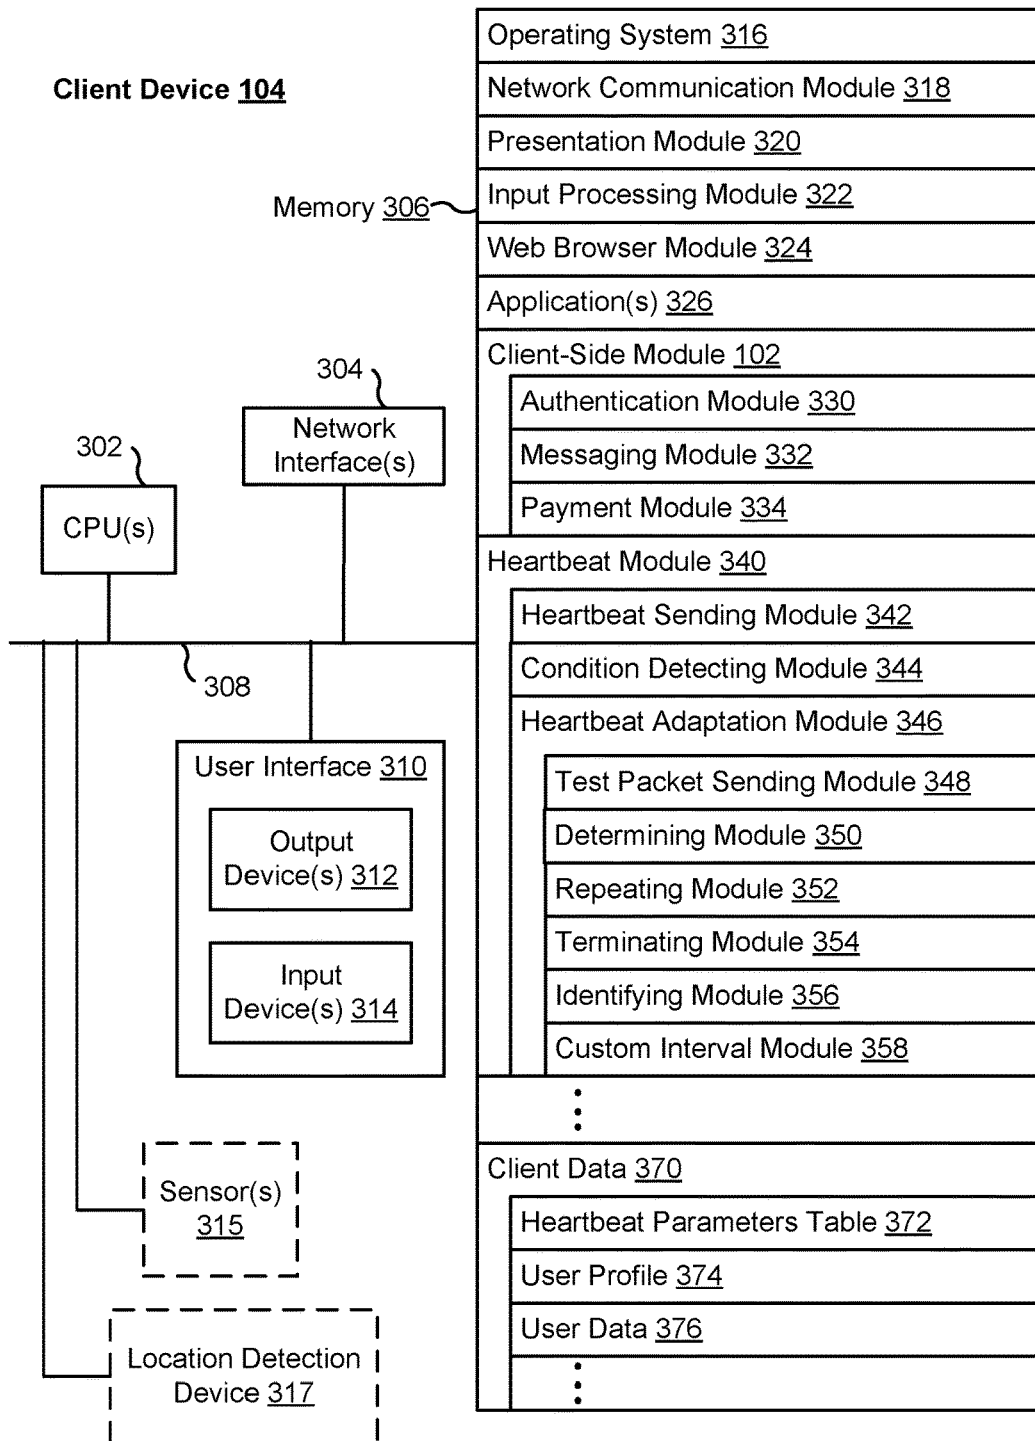 Client Device 104
Memory 306
304
Network
Interface(s)
302
CPU(s)
308
User Interface 310
Output
Device(s) 312
Input
Device(s) 314
Sensor(s)
315
Location Detection
Device 317
Operating System 316
Network Communication Module 318
Presentation Module 320
Input Processing Module 322
Web Browser Module 324
Application(s) 326
Client-Side Module 102
Authentication Module 330
Messaging Module 332
Payment Module 334
Heartbeat Module 340
Heartbeat Sending Module 342
Condition Detecting Module 344
Heartbeat Adaptation Module 346
Test Packet Sending Module 348
Determining Module 350
Repeating Module 352
Terminating Module 354
Identifying Module 356
Custom Interval Module 358
Client Data 370
Heartbeat Parameters Table 372
User Profile 374
User Data 376